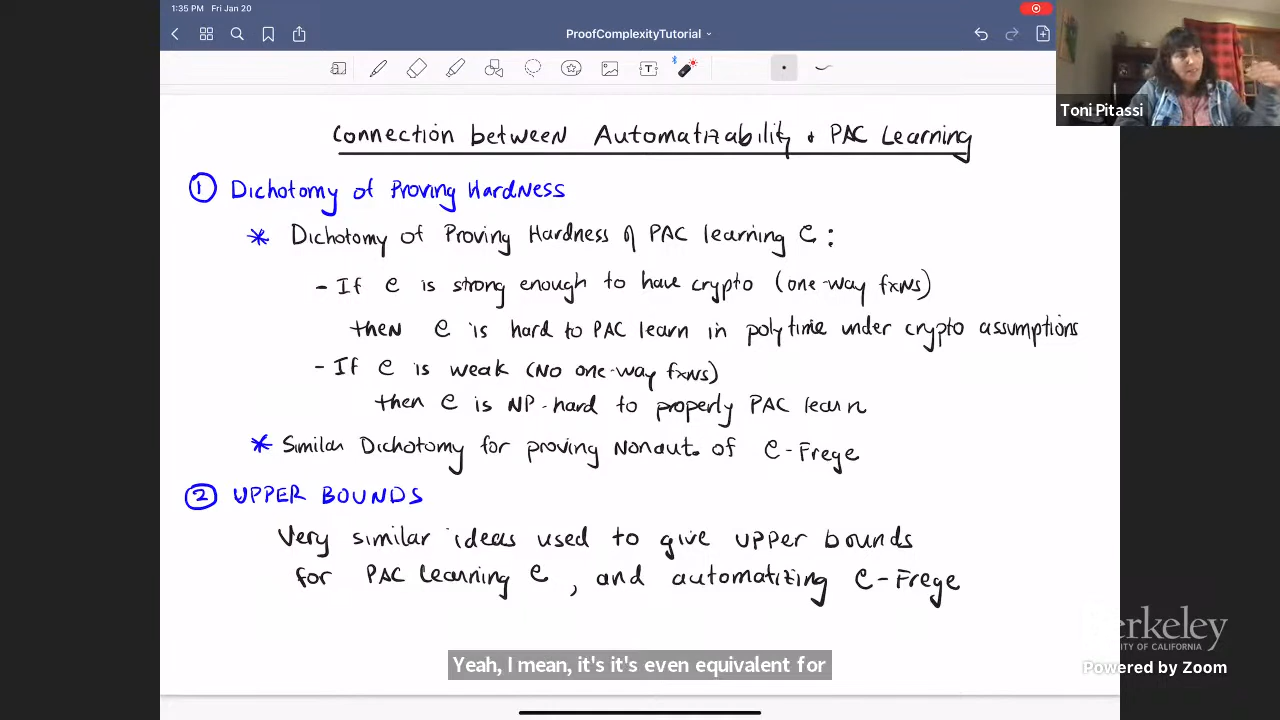 1:35 PM Fri Jan 20
ProofComplexityTutorial
Toni Pitassi
Connection between Automatizability & PAC Learning
① Dichotomy of Proving Hardness
* Dichotomy of Proving Hardness of PAC learning C:
- If C is strong enough to have crypto (one-way fxns)
then C is hard to PAC learn in polytime under crypto assumptions
- If C is weak (no one-way fxns)
then C is NP-hard to properly PAC learn
* Similar Dichotomy for proving Nonaut. of C-Frege
② UPPER BOUNDS
Very similar ideas used to give upper bounds
for PAC learning C, and automatizing C-Frege
Berkeley
Yeah, I mean, it's it's even equivalent for
Powered by Zoom